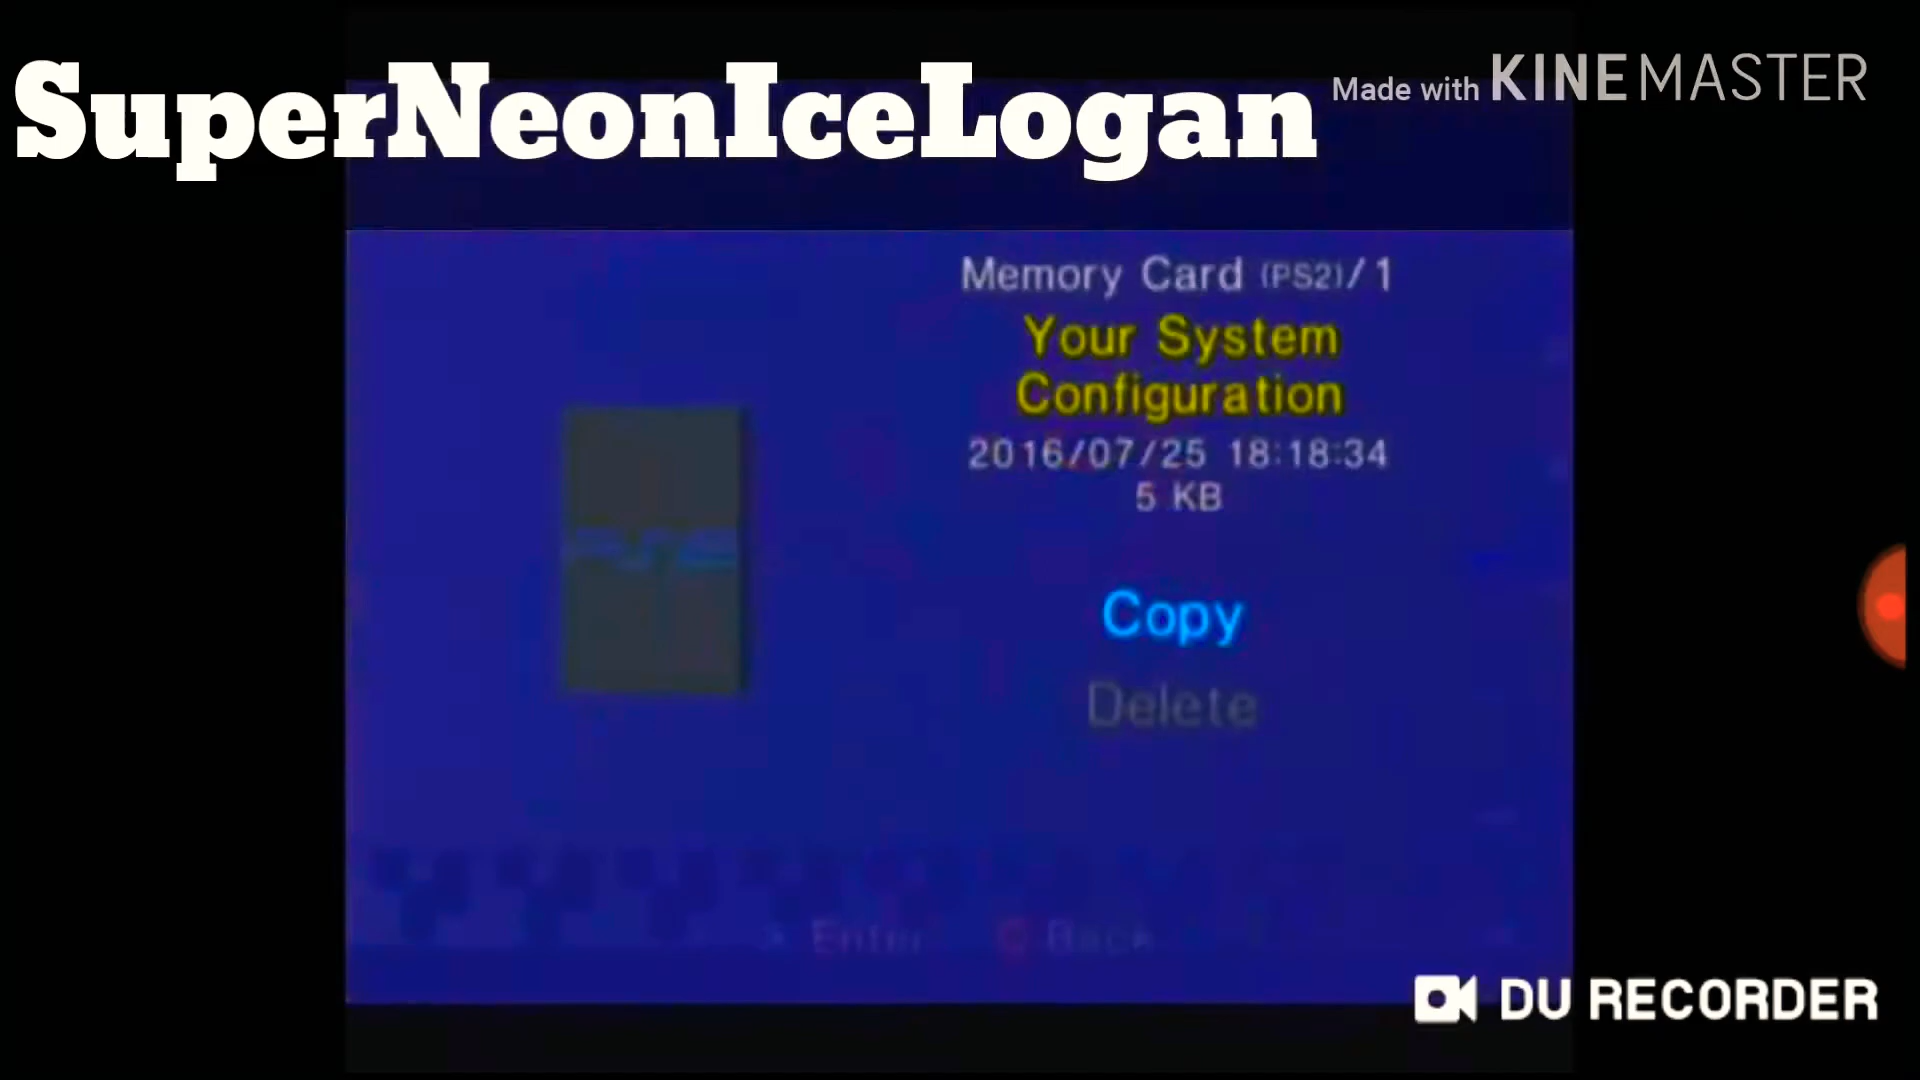 SuperNeonIceLogan
Made with KINEMASTER
Memory Card (PS2)/1
Your System
Configuration
2016/07/25 18:18:34
5 KB
Copy
Delete
Enter Back
DU RECORDER